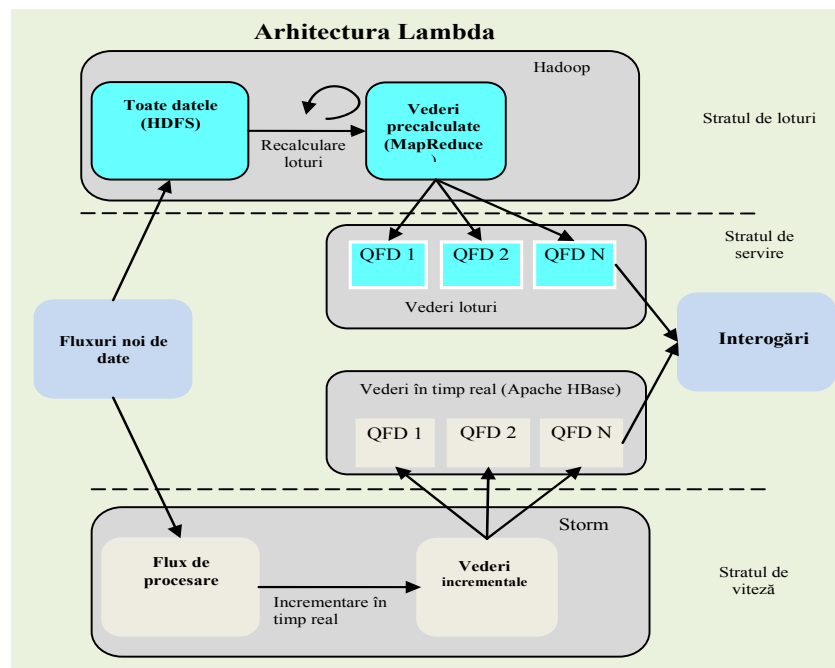 Arhitectura Lambda
Hadoop
Toate datele
(HDFS)
Recalculare
loturi
Vederi
precalculate
(MapReduce
)
Stratul de loturi
QFD 1
QFD 2
QFD N
Vederi loturi
Stratul de
servire
Fluxuri noi de
date
Interogări
Vederi în timp real (Apache HBase)
QFD 1
QFD 2
QFD N
Storm
Flux de
procesare
Incrementare în
timp real
Vederi
incrementale
Stratul de
viteză